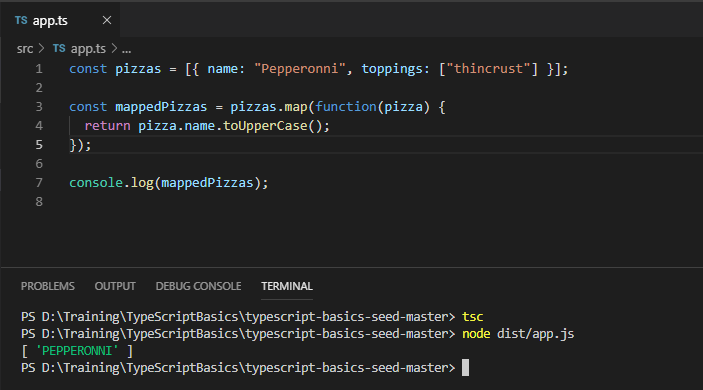 TS app.ts ×
src > TS app.ts > ...
1 const pizzas = [{ name: "Pepperonni", toppings: ["thincrust"] }];
2
3 const mappedPizzas = pizzas.map(function(pizza) {
4   return pizza.name.toUpperCase();
5 });
6
7 console.log(mappedPizzas);
8
PROBLEMS OUTPUT DEBUG CONSOLE TERMINAL
PS D:\Training\TypeScriptBasics\typescript-basics-seed-master> tsc
PS D:\Training\TypeScriptBasics\typescript-basics-seed-master> node dist/app.js
[ 'PEPPERONNI' ]
PS D:\Training\TypeScriptBasics\typescript-basics-seed-master>